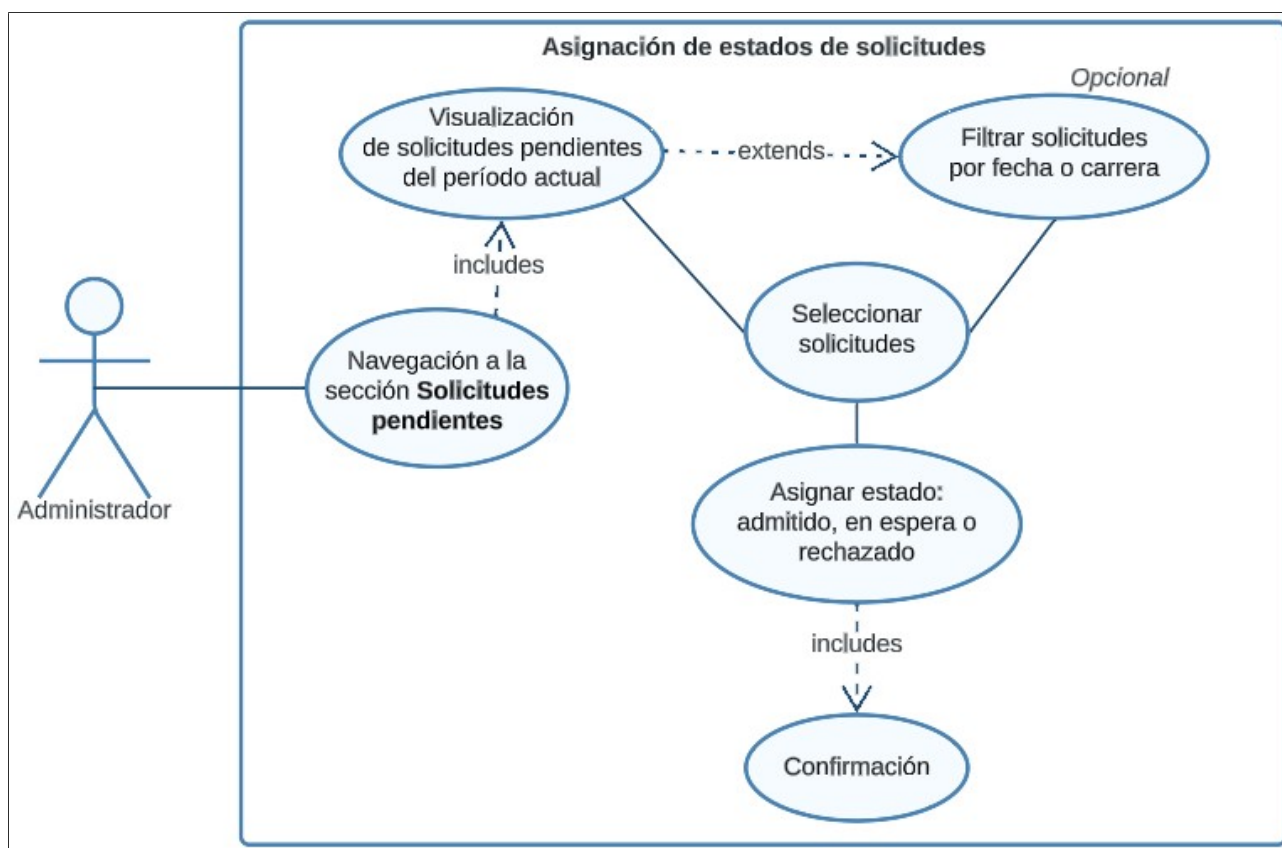 Asignación de estados de solicitudes
Opcional
Visualización
de solicitudes pendientes
del período actual
extends
Filtrar solicitudes
por fecha o carrera
includes
Seleccionar
solicitudes
Navegación a la
sección Solicitudes
pendientes
Administrador
Asignar estado:
admitido, en espera o
rechazado
includes
Confirmación